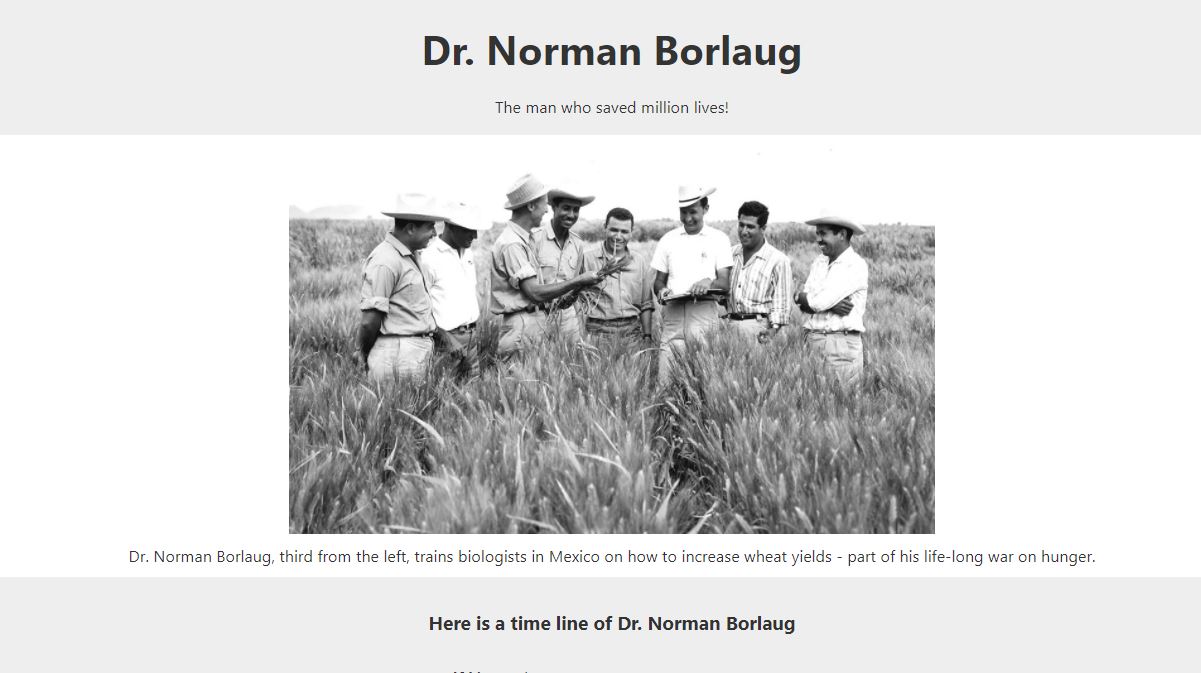 Dr. Norman Borlaug
The man who saved million lives!
Dr. Norman Borlaug, third from the left, trains biologists in Mexico on how to increase wheat yields - part of his life-long war on hunger.
Here is a time line of Dr. Norman Borlaug